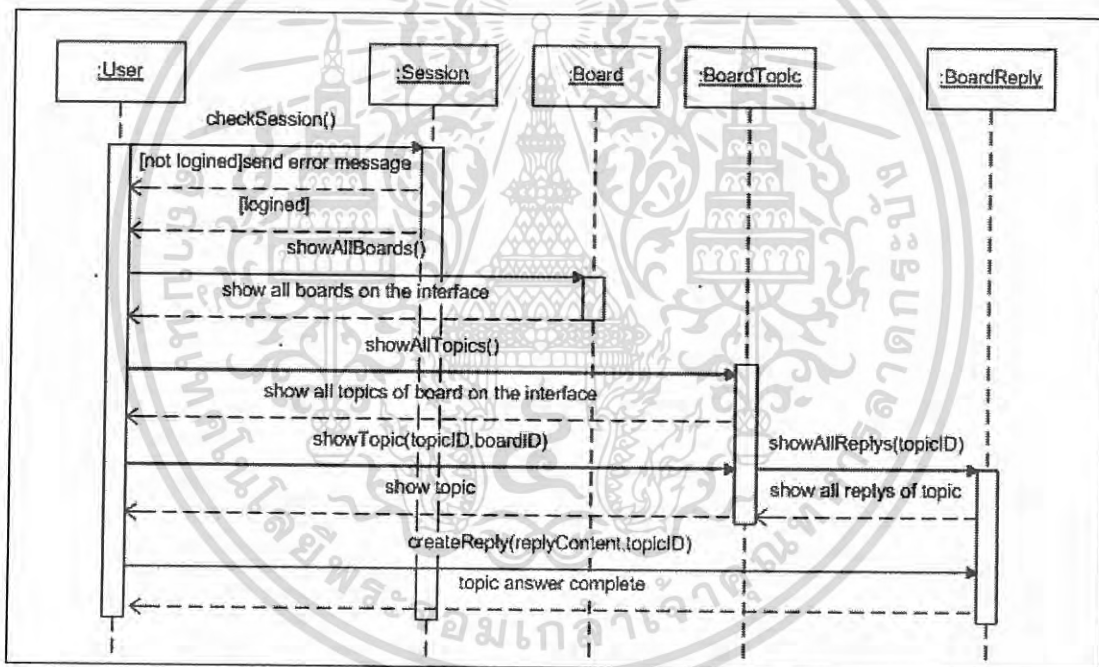 :User
:Session
:Board
:BoardTopic
:BoardReply
checkSession()
[not logined]send error message
[logined]
showAllBoards()
show all boards on the interface
showAllTopics()
show all topics of board on the interface
showTopic(topicID,boardID)
showAllReplys(topicID)
show topic
show all replys of topic
createReply(replyContent,topicID)
topic answer complete